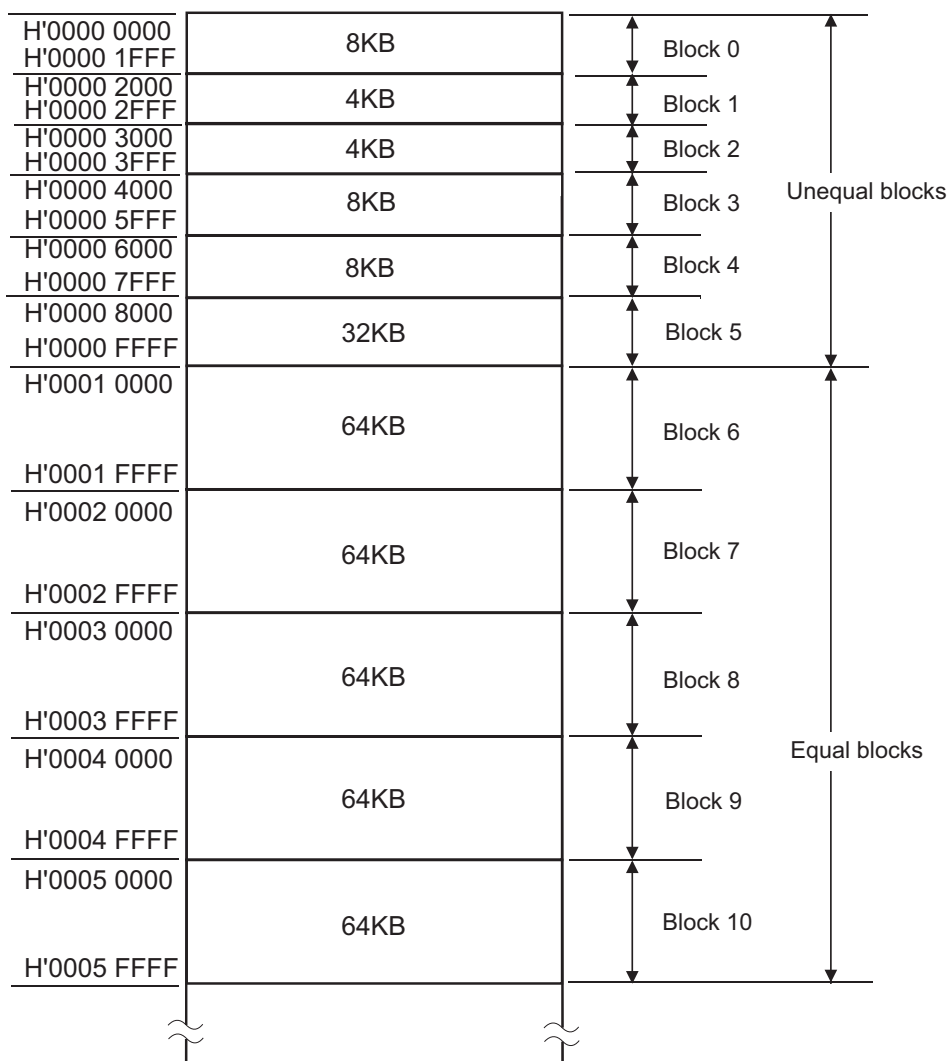 H'0000 0000
8KB
Block 0
H'0000 1FFF
H'0000 2000
4KB
Block 1
H'0000 2FFF
H'0000 3000
4KB
Block 2
H'0000 3FFF
H'0000 4000
8KB
Block 3
Unequal blocks
H'0000 5FFF
H'0000 6000
8KB
Block 4
H'0000 7FFF
H'0000 8000
32KB
Block 5
H'0000 FFFF
H'0001 0000
64KB
Block 6
H'0001 FFFF
H'0002 0000
64KB
Block 7
H'0002 FFFF
H'0003 0000
64KB
Block 8
H'0003 FFFF
H'0004 0000
Equal blocks
64KB
Block 9
H'0004 FFFF
H'0005 0000
64KB
Block 10
H'0005 FFFF